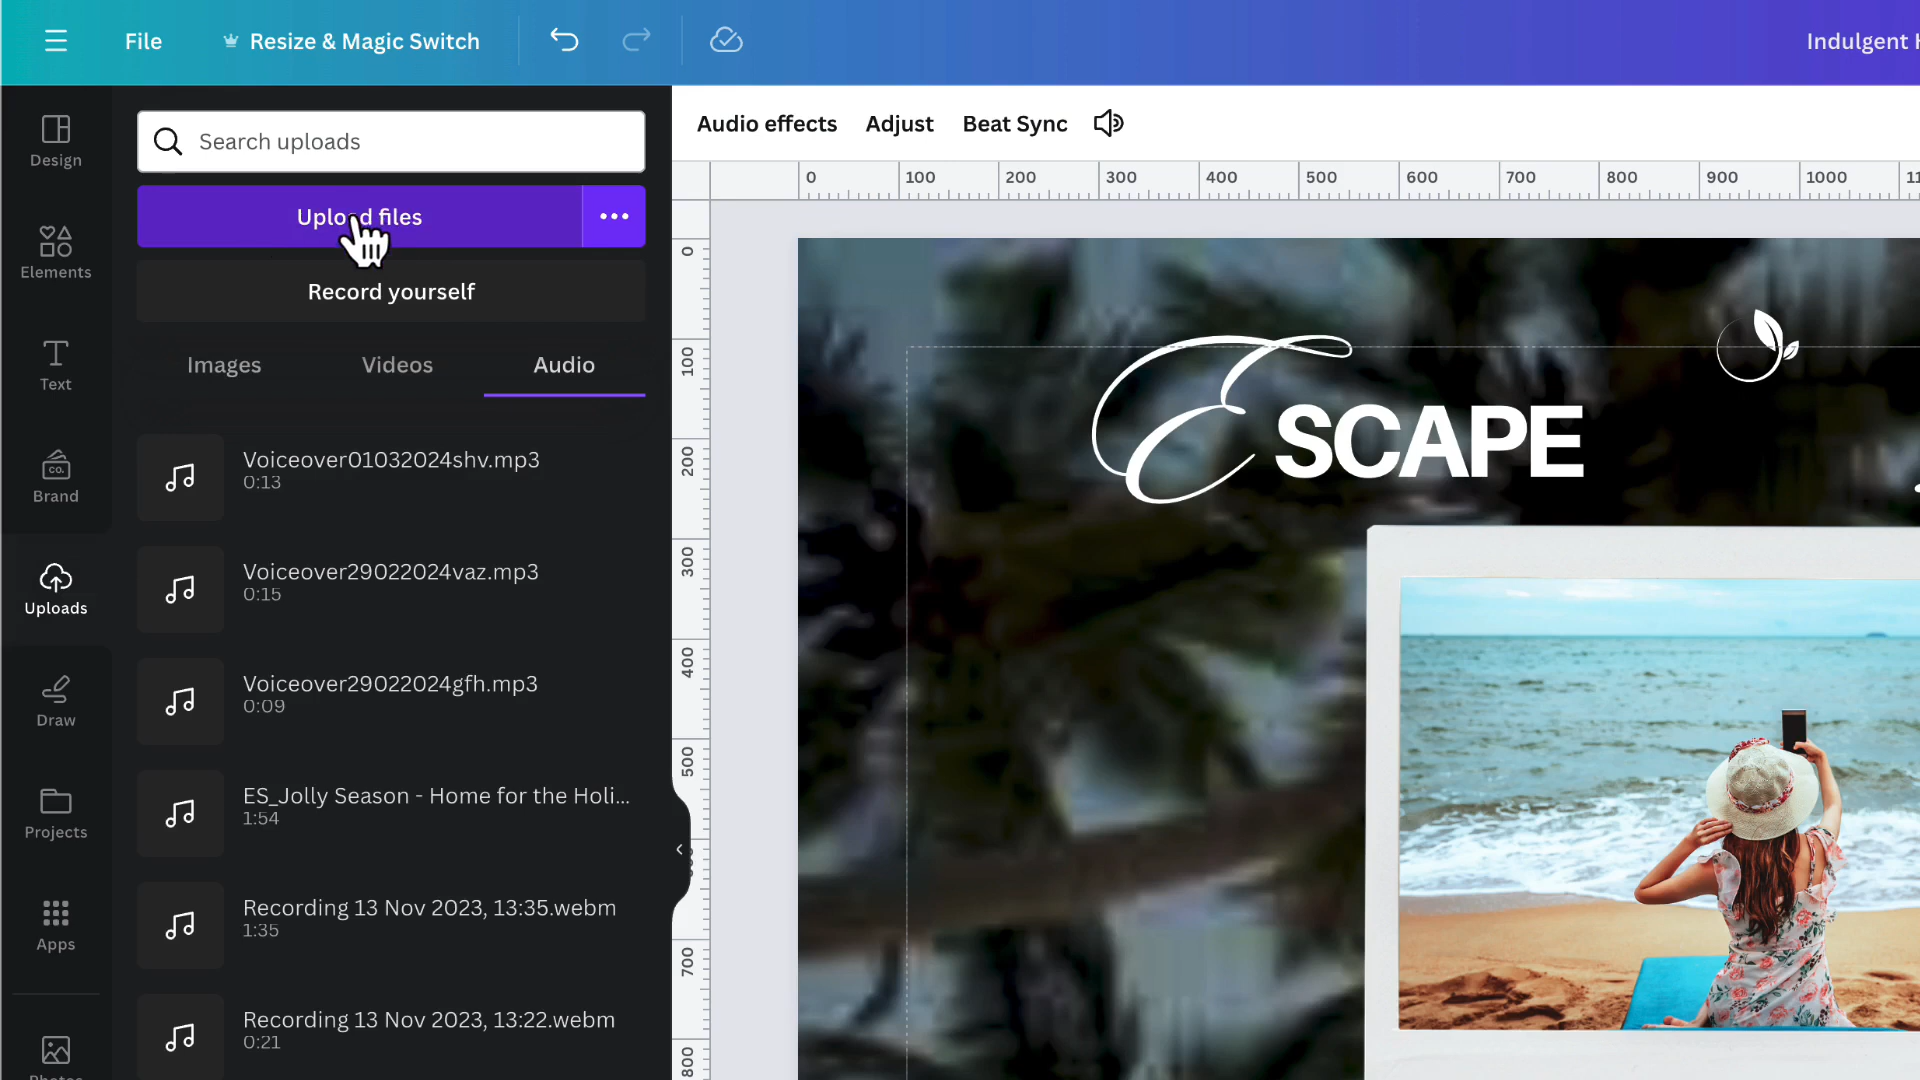 File
Resize & Magic Switch
Indulgent
Design
Elements
Text
CO.
Brand
Uploads
Draw
Projects
Apps
Search uploads
Upload files
Record yourself
Images Videos Audio
Voiceover01032024shv.mp3
0:13
Voiceover29022024vaz.mp3
0:15
Voiceover29022024gfh.mp3
0:09
ES_Jolly Season - Home for the Holi...
1:54
Recording 13 Nov 2023, 13:35.webm
1:35
Recording 13 Nov 2023, 13:22.webm
0:21
Audio effects Adjust Beat Sync
0 100 200 300 400 500 600 700 800 900 1000
0
100
200
300
400
500
700
800
ESCAPE